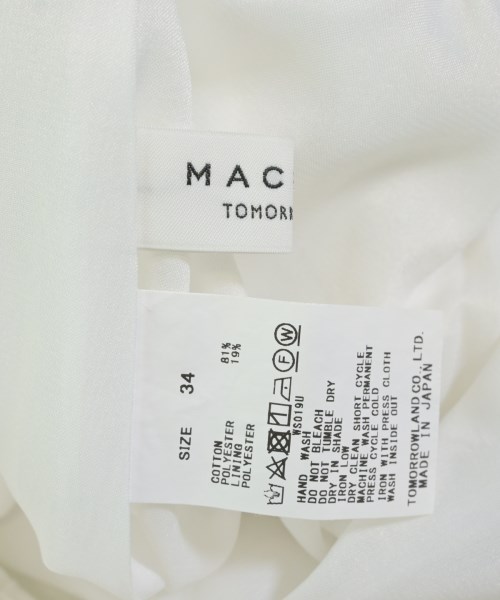 MAC
TOMOR
SIZE 34
COTTON 81%
POLYESTER 19%
LINING
POLYESTER
WS019U
HAND WASH
DO NOT BLEACH
DO NOT TUMBLE DRY
DRY IN SHADE
IRON LOW
DRY CLEAN SHORT CYCLE
MACHINE WASH PERMANENT
PRESS CYCLE COLD
IRON WITH PRESS CLOTH
WASH INSIDE OUT
TOMORROWLAND CO., LTD.
MADE IN JAPAN